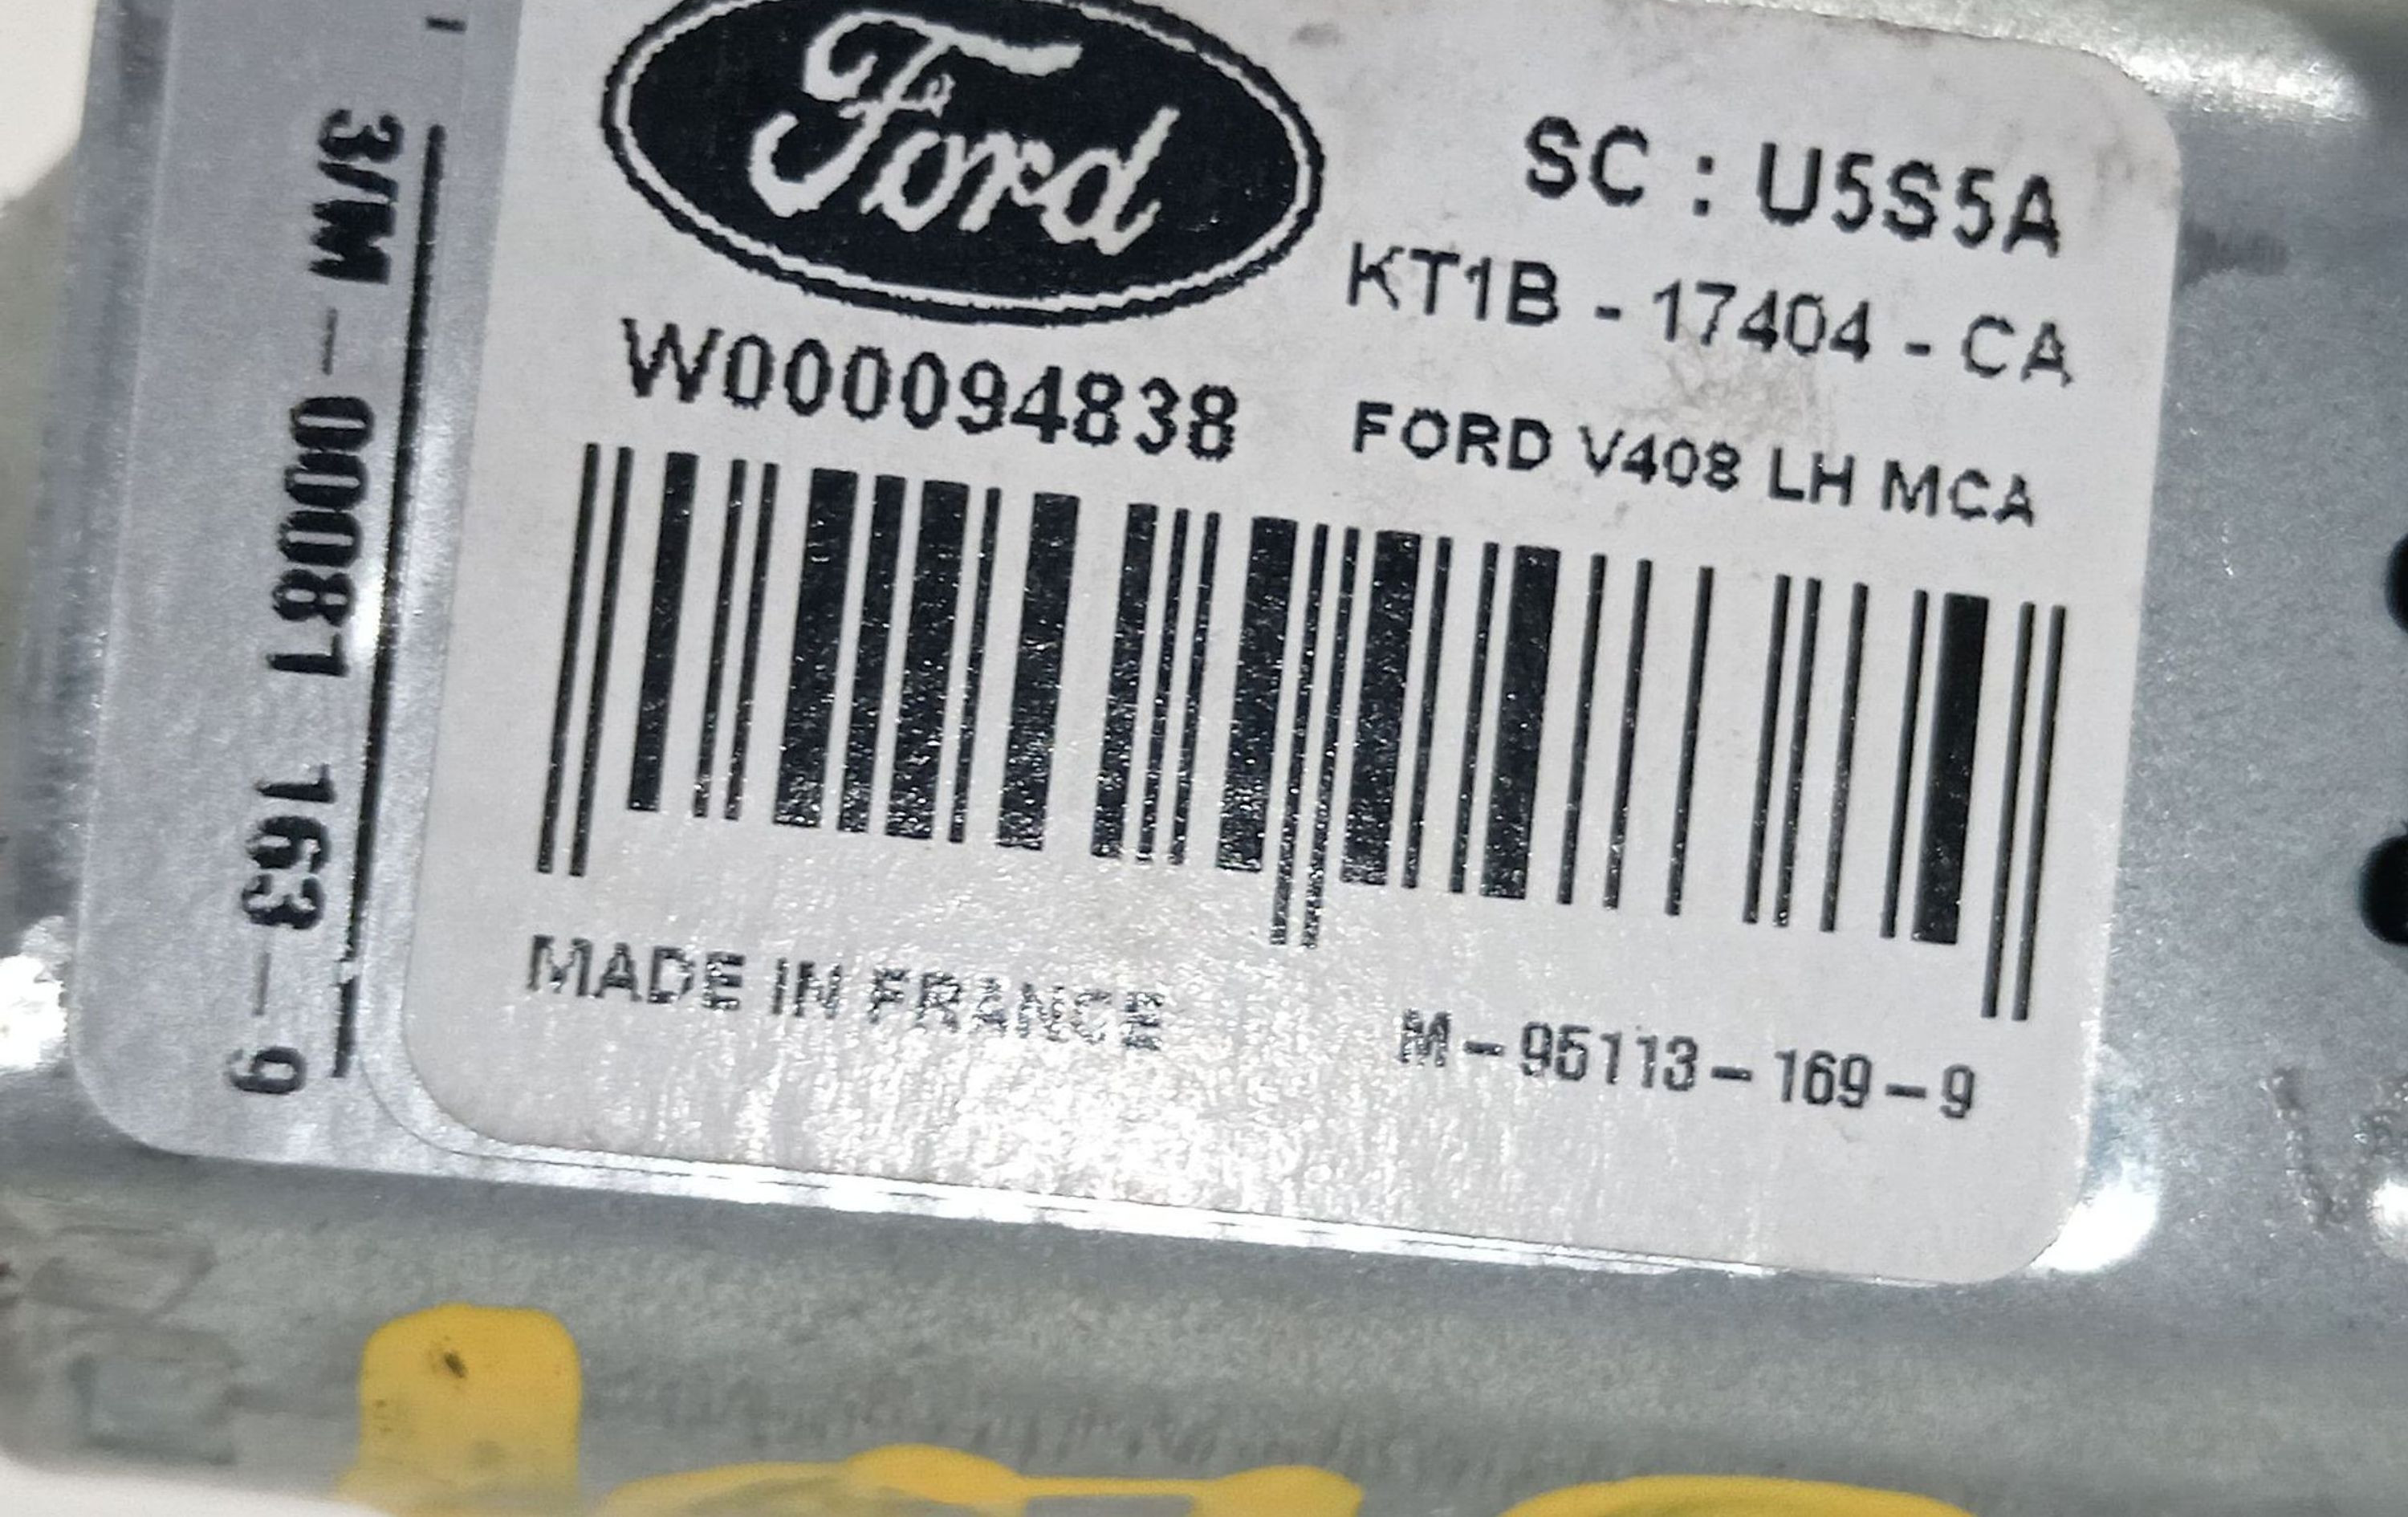 Ford
SC : U5S5A
KT1B - 17404 - CA
W000094838
FORD V408 LH MCA
MADE IN FRANCE
M-95113-169-9
3/M-00081 163-9